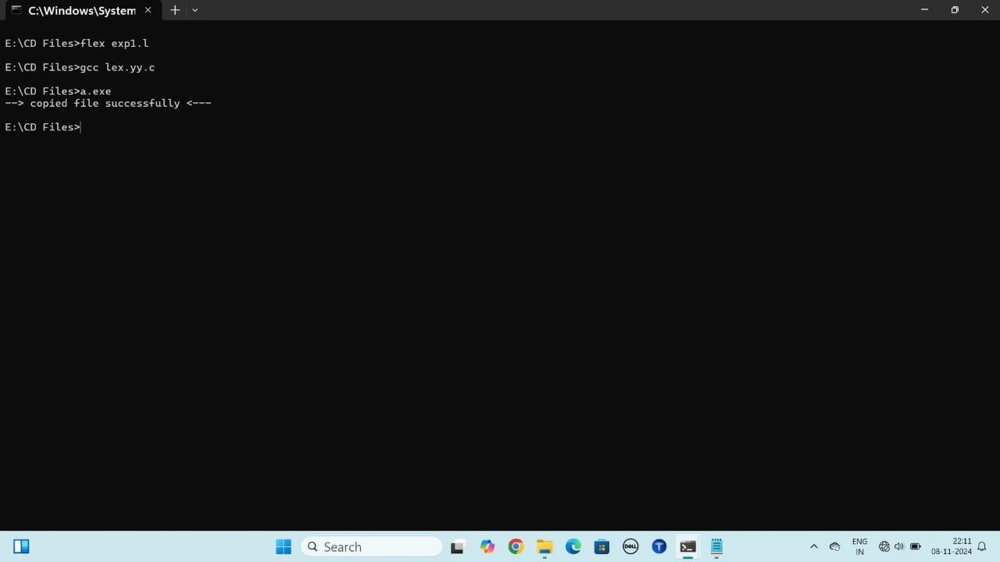 C:\Windows\System
E:\CD Files>flex exp1.l
E:\CD Files>gcc lex.yy.c
E:\CD Files>a.exe
--> copied file successfully <---
E:\CD Files>
Search
DELL
T
ENG
IN
22:11
08-11-2024